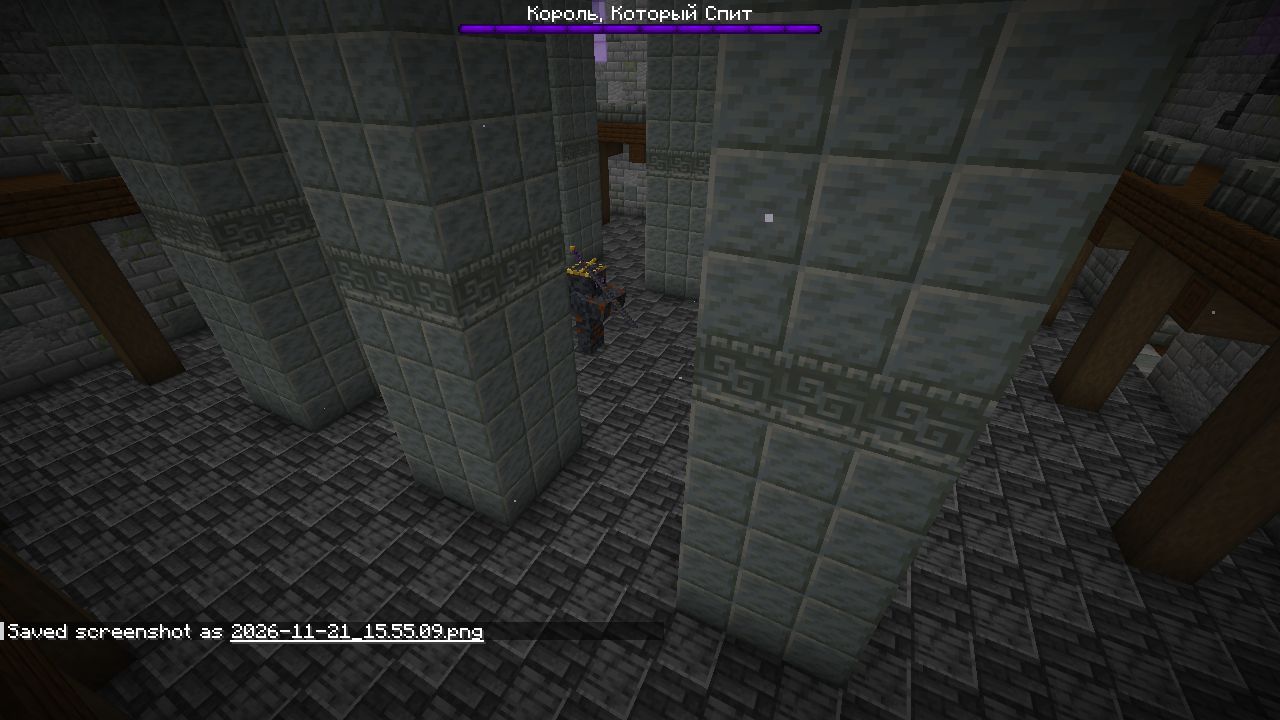 Король, Который Спит
Saved screenshot as 2026-11-21_15.55.09.png